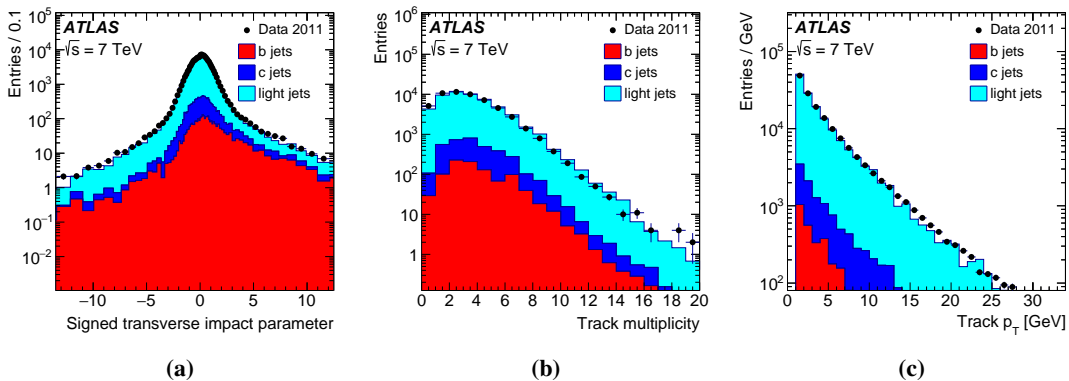 ATLAS
√s = 7 TeV
Data 2011
b jets
c jets
light jets
Entries / 0.1
10⁵
10⁴
10³
10²
10
1
10⁻¹
10⁻²
−10 −5 0 5 10
Signed transverse impact parameter
(a)
ATLAS
√s = 7 TeV
Data 2011
b jets
c jets
light jets
Entries
10⁶
10⁵
10⁴
10³
10²
10
1
0 2 4 6 8 10 12 14 16 18 20
Track multiplicity
(b)
ATLAS
√s = 7 TeV
Data 2011
b jets
c jets
light jets
Entries / GeV
10⁵
10⁴
10³
10²
0 5 10 15 20 25 30
Track p_T [GeV]
(c)